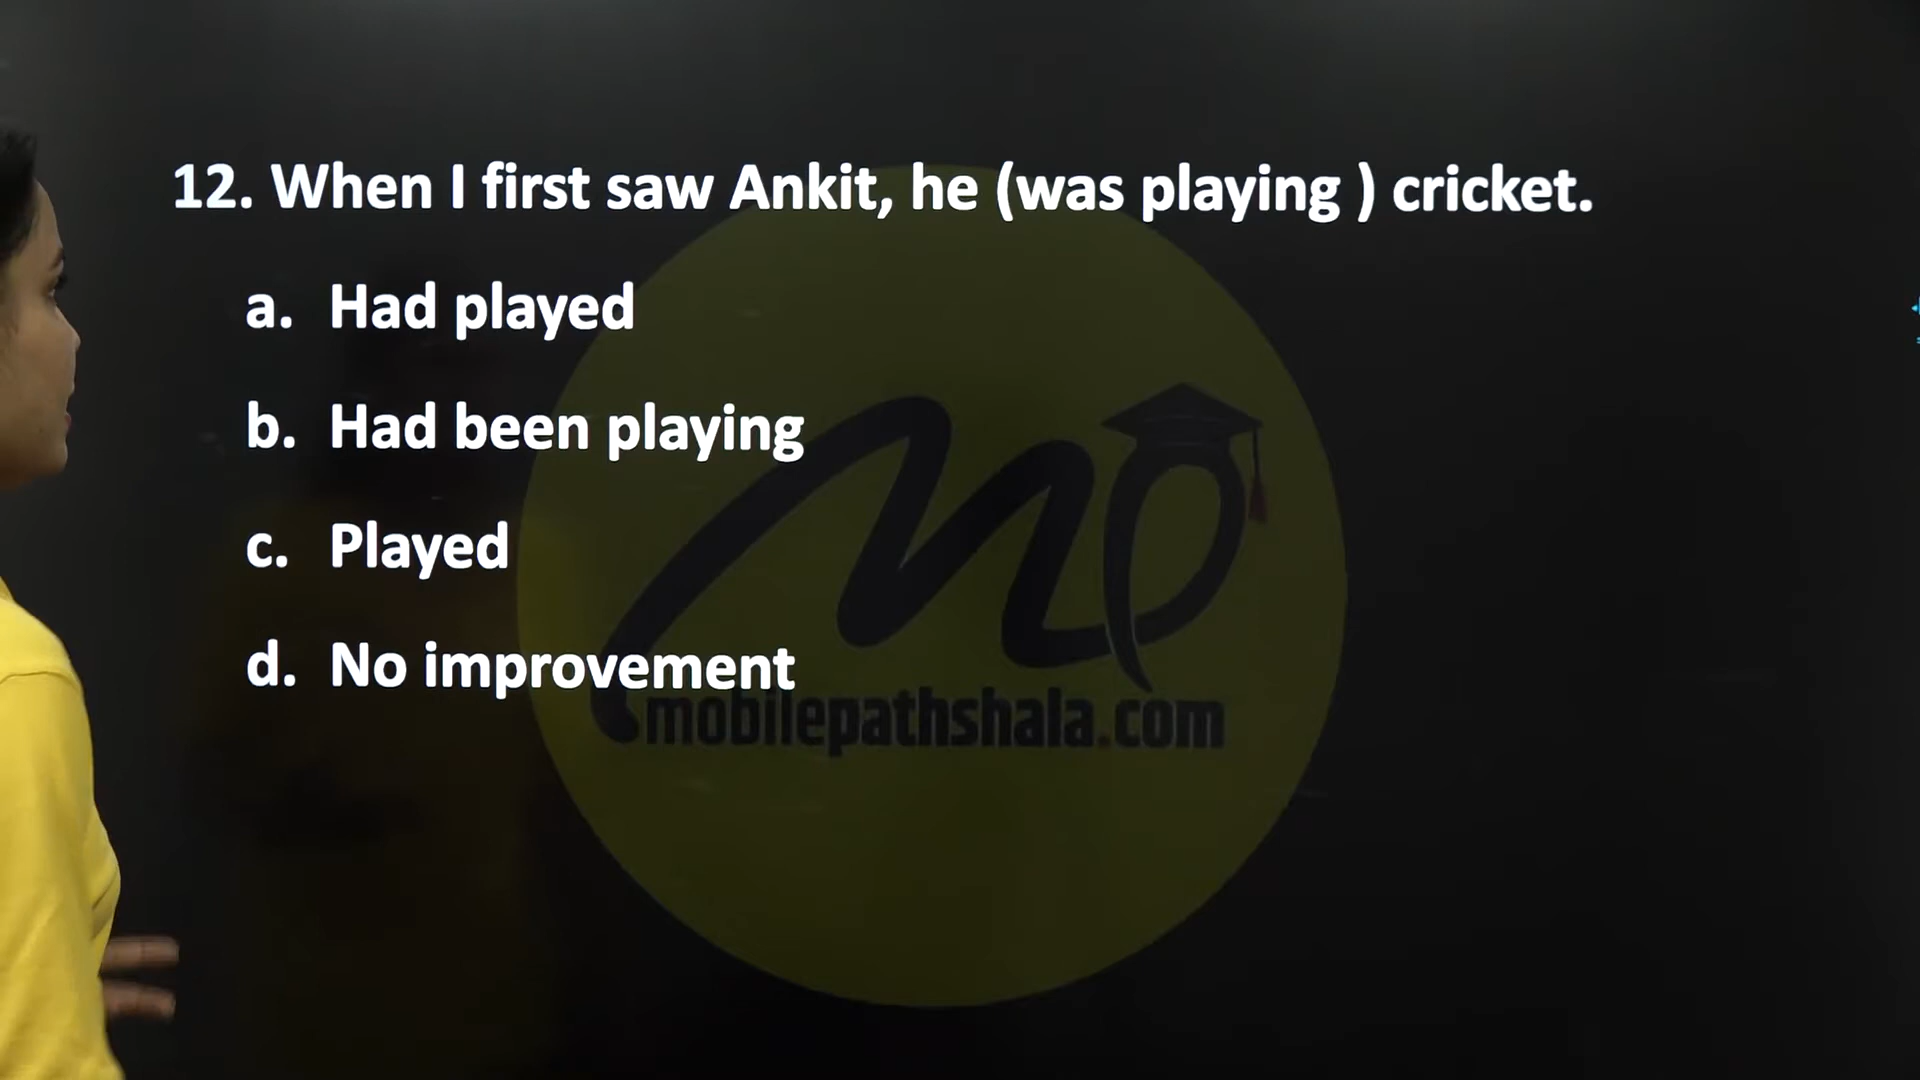 12. When I first saw Ankit, he (was playing ) cricket.
a. Had played
b. Had been playing
c. Played
d. No improvement
mobilepathshala.com